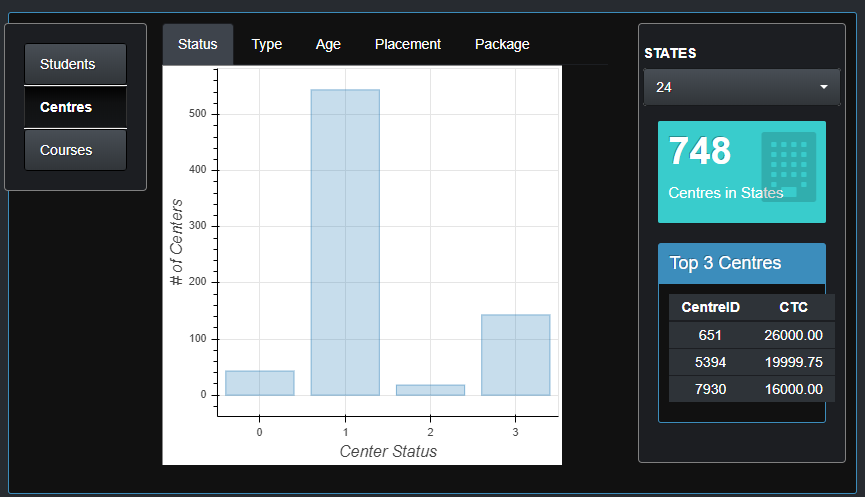 Students
Centres
Courses
Status Type Age Placement Package
500
400
300
200
100
0
# of Centers
0 1 2 3
Center Status
STATES
24
748
Centres in States
Top 3 Centres
CentreID CTC
651 26000.00
5394 19999.75
7930 16000.00